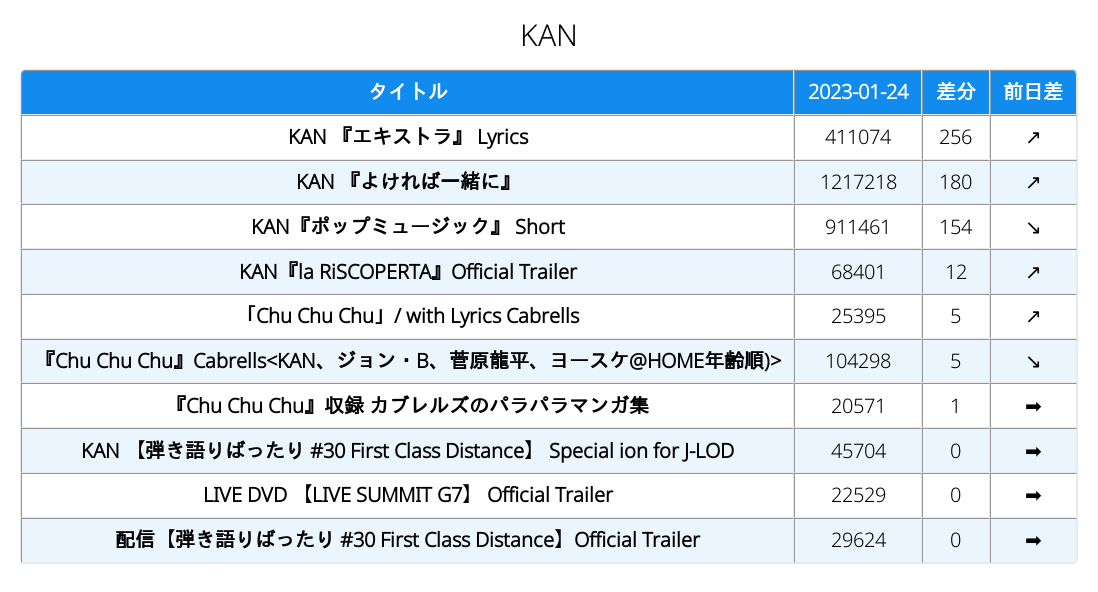 KAN
タイトル 2023-01-24 差分 前日差
KAN 『エキストラ』 Lyrics 411074 256 ↗
KAN 『よければ一緒に』 1217218 180 ↗
KAN『ポップミュージック』 Short 911461 154 ↘
KAN『la RiSCOPERTA』Official Trailer 68401 12 ↗
「Chu Chu Chu」/ with Lyrics Cabrells 25395 5 ↗
『Chu Chu Chu』Cabrells<KAN、ジョン・B、菅原龍平、ヨースケ@HOME年齢順)> 104298 5 ↘
『Chu Chu Chu』収録 カブレルズのパラパラマンガ集 20571 1 ➡
KAN 【弾き語りばったり #30 First Class Distance】 Special ion for J-LOD 45704 0 ➡
LIVE DVD 【LIVE SUMMIT G7】 Official Trailer 22529 0 ➡
配信【弾き語りばったり #30 First Class Distance】Official Trailer 29624 0 ➡